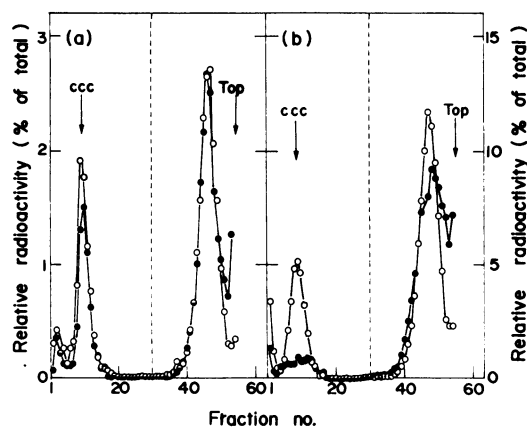 Relative radioactivity (% of total)
3
2
1
0
(a)
ccc
Top
1
20
40
60
(b)
ccc
Top
1
20
40
60
15
10
5
0
Relative radioactivity (% of total)
Fraction no.